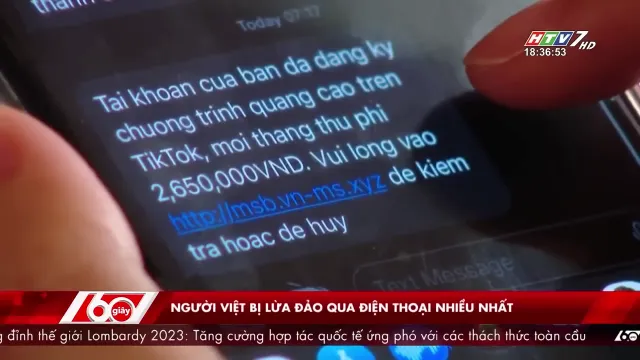 HTV7 HD
18:36:53
Today 07:17
Tai khoan cua ban da dang ky
chuong trinh quang cao tren
TikTok, moi thang thu phi
2,650,000VND. Vui long vao
http://msb.vn-ms.xyz de kiem
tra hoac de huy
Text Message
60 giây
NGƯỜI VIỆT BỊ LỪA ĐẢO QUA ĐIỆN THOẠI NHIỀU NHẤT
đỉnh thế giới Lombardy 2023: Tăng cường hợp tác quốc tế ứng phó với các thách thức toàn cầu